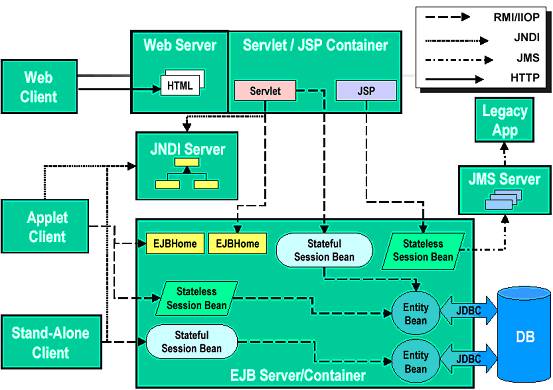 RMI/IIOP
JNDI
JMS
HTTP
Web Server
Servlet / JSP Container
Web
Client
HTML
Servlet
JSP
Legacy
App
JNDI Server
JMS Server
Applet
Client
EJBHome
EJBHome
Stateful
Session Bean
Stateless
Session Bean
Stateless
Session Bean
Entity
Bean
JDBC
DB
Stand-Alone
Client
Stateful
Session Bean
Entity
Bean
JDBC
EJB Server/Container